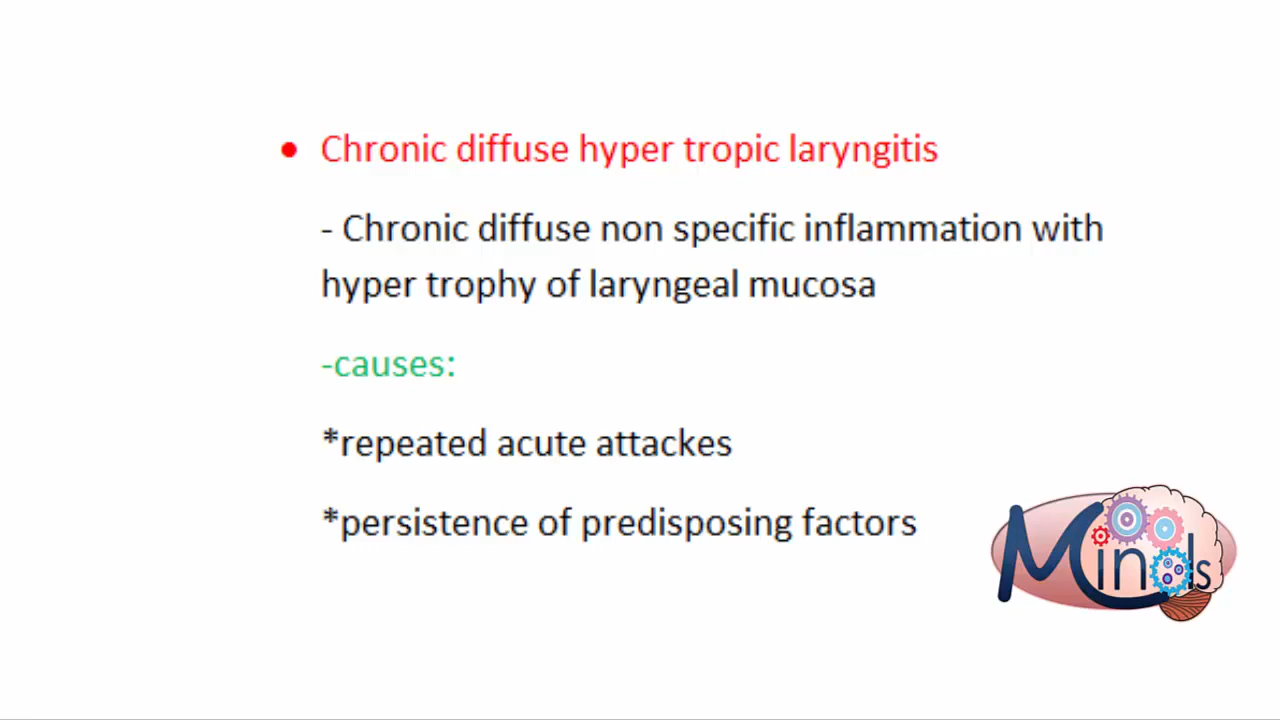 • Chronic diffuse hyper tropic laryngitis
- Chronic diffuse non specific inflammation with
hyper trophy of laryngeal mucosa
-causes:
*repeated acute attackes
*persistence of predisposing factors
Minds